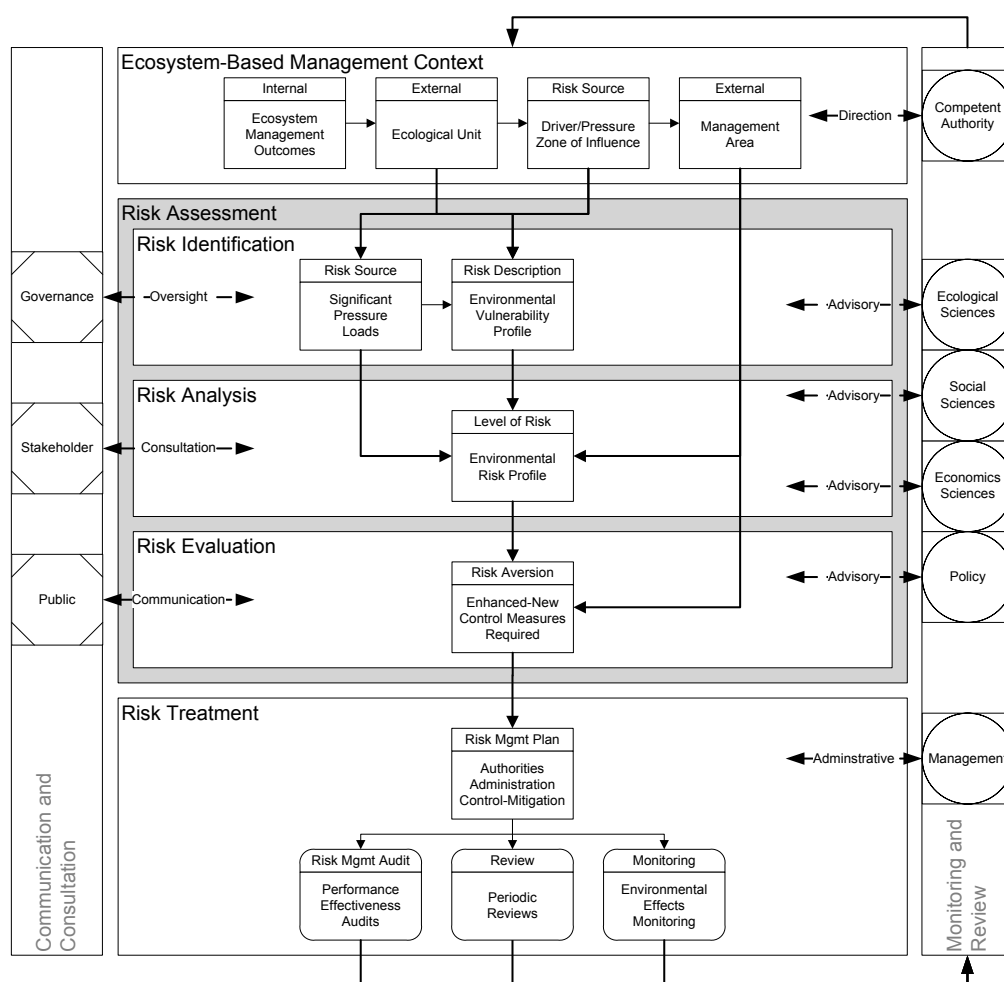 Ecosystem-Based Management Context
Internal
Ecosystem
Management
Outcomes
External
Ecological Unit
Risk Source
Driver/Pressure
Zone of Influence
External
Management
Area
Direction
Competent
Authority
Risk Assessment
Risk Identification
Risk Source
Significant
Pressure
Loads
Risk Description
Environmental
Vulnerability
Profile
Governance
Oversight
Advisory
Ecological
Sciences
Risk Analysis
Level of Risk
Environmental
Risk Profile
Stakeholder
Consultation
Advisory
Social
Sciences
Advisory
Economics
Sciences
Risk Evaluation
Risk Aversion
Enhanced-New
Control Measures
Required
Public
Communication
Advisory
Policy
Risk Treatment
Risk Mgmt Plan
Authorities
Administration
Control-Mitigation
Adminstrative
Management
Risk Mgmt Audit
Performance
Effectiveness
Audits
Review
Periodic
Reviews
Monitoring
Environmental
Effects
Monitoring
Communication and
Consultation
Monitoring and
Review